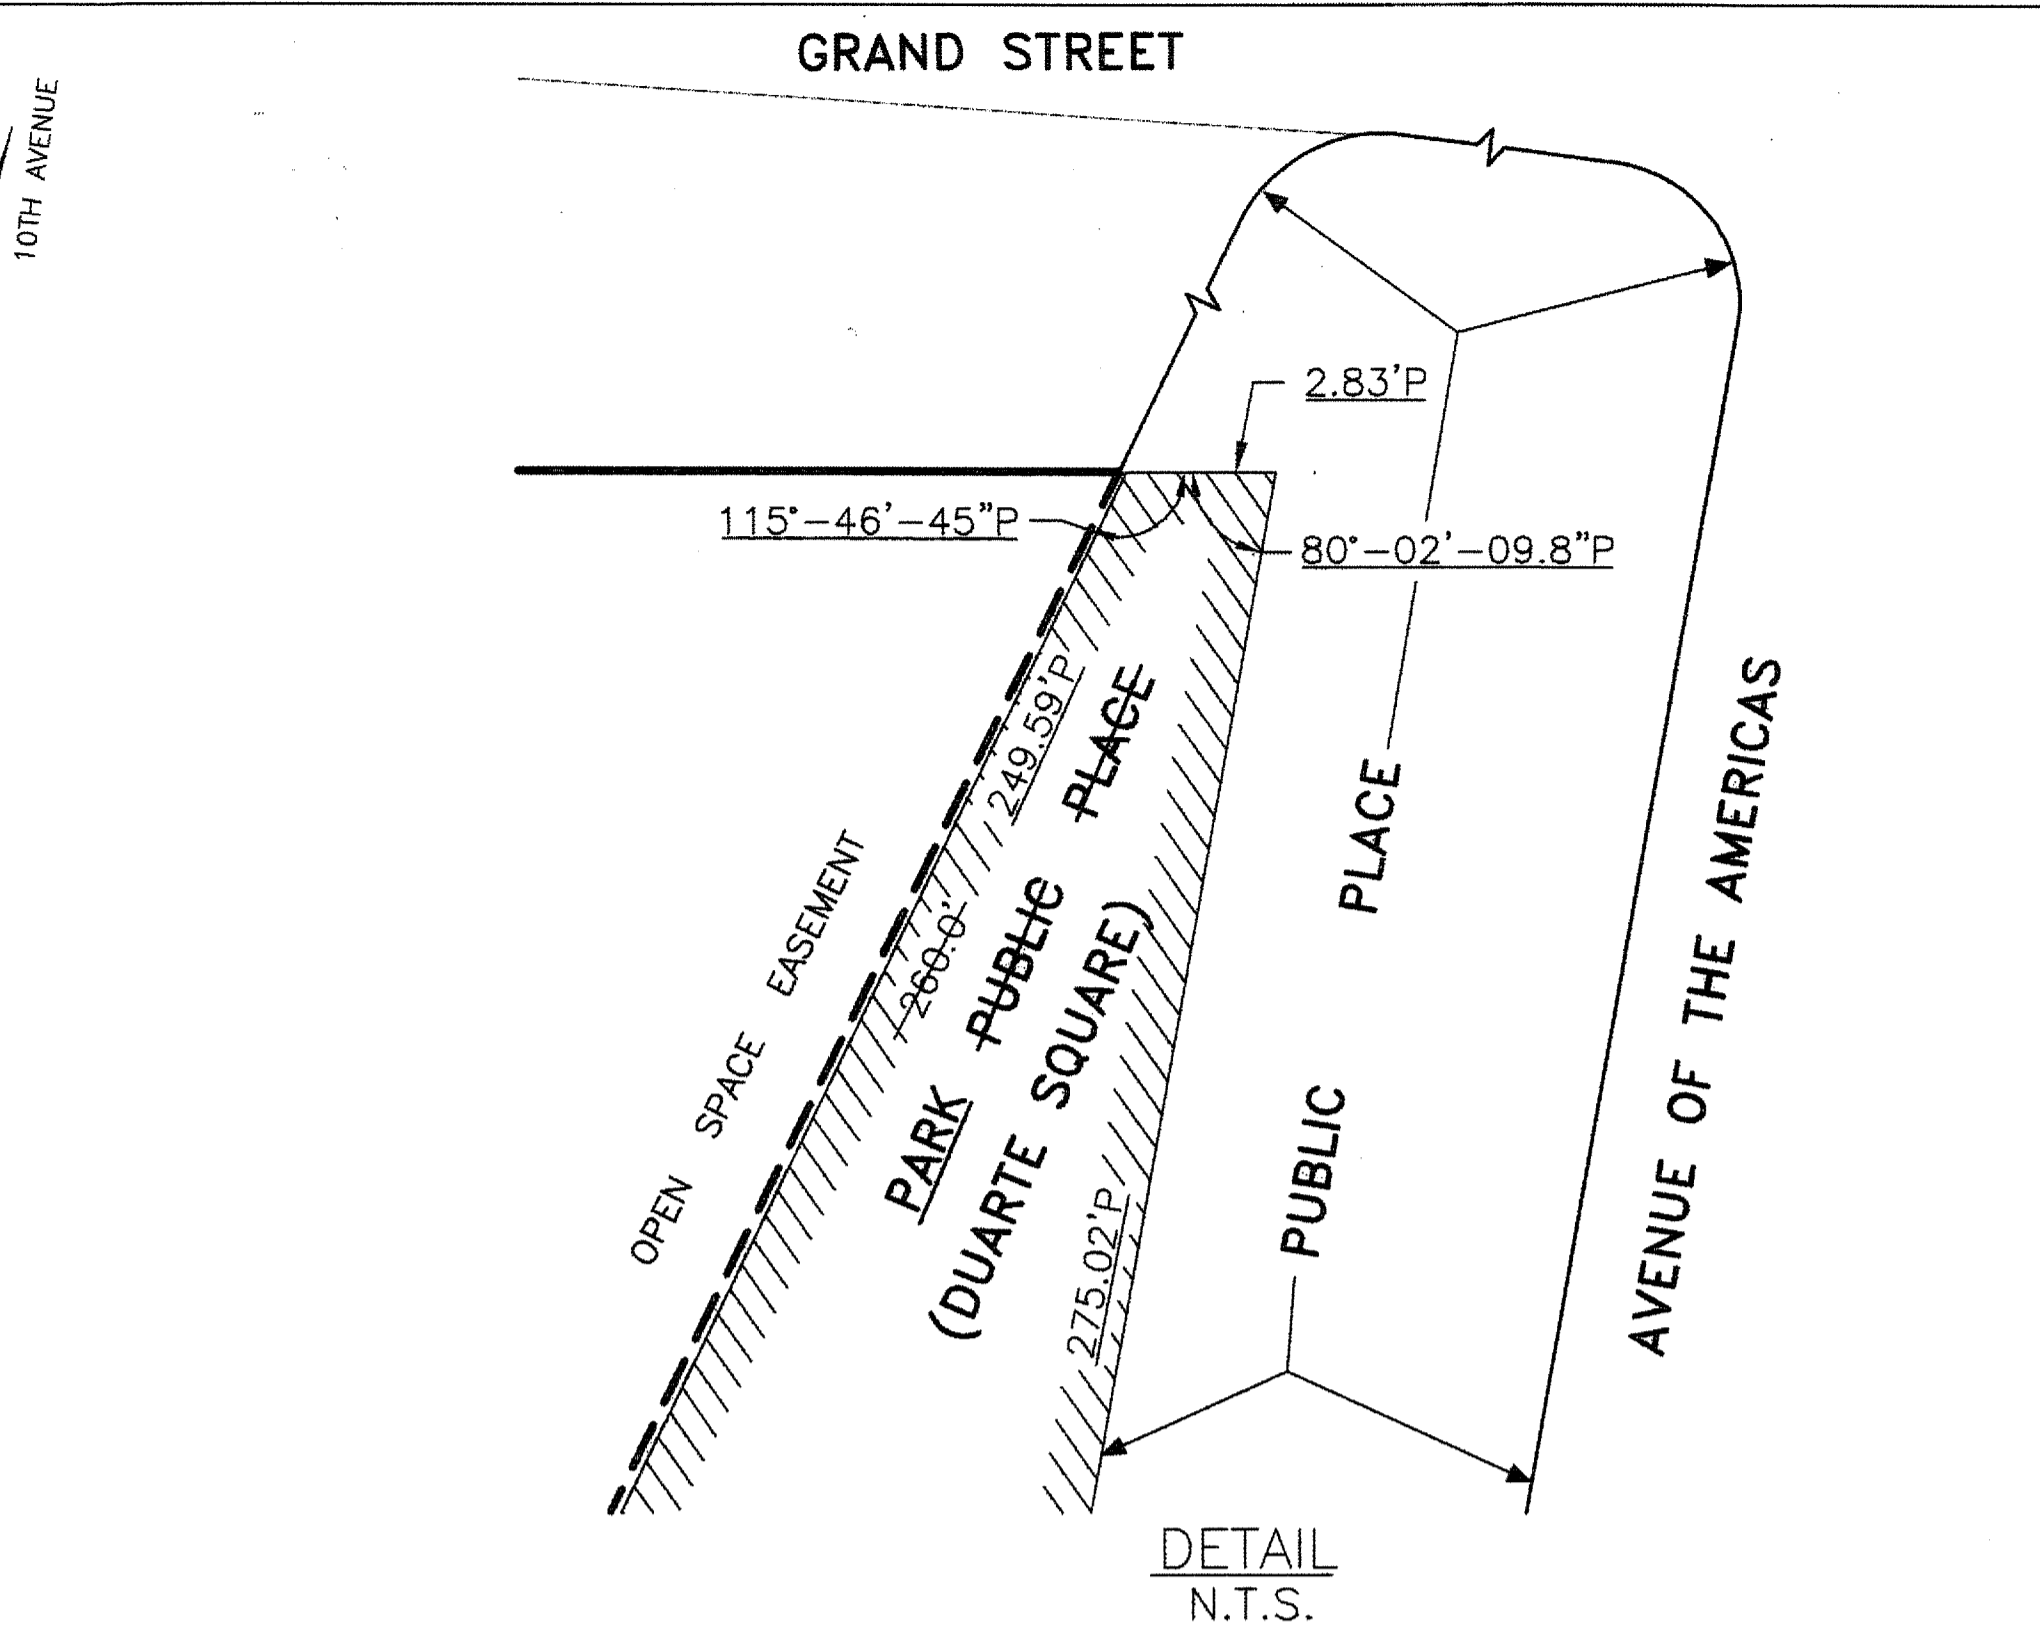 GRAND STREET
10TH AVENUE
2.83'P
115°-46'-45"P
80°-02'-09.8"P
249.59'P
260.0'
OPEN SPACE EASEMENT
PARK PUBLIC PLACE
(DUARTE SQUARE)
275.02'P
PUBLIC PLACE
AVENUE OF THE AMERICAS
DETAIL
N.T.S.